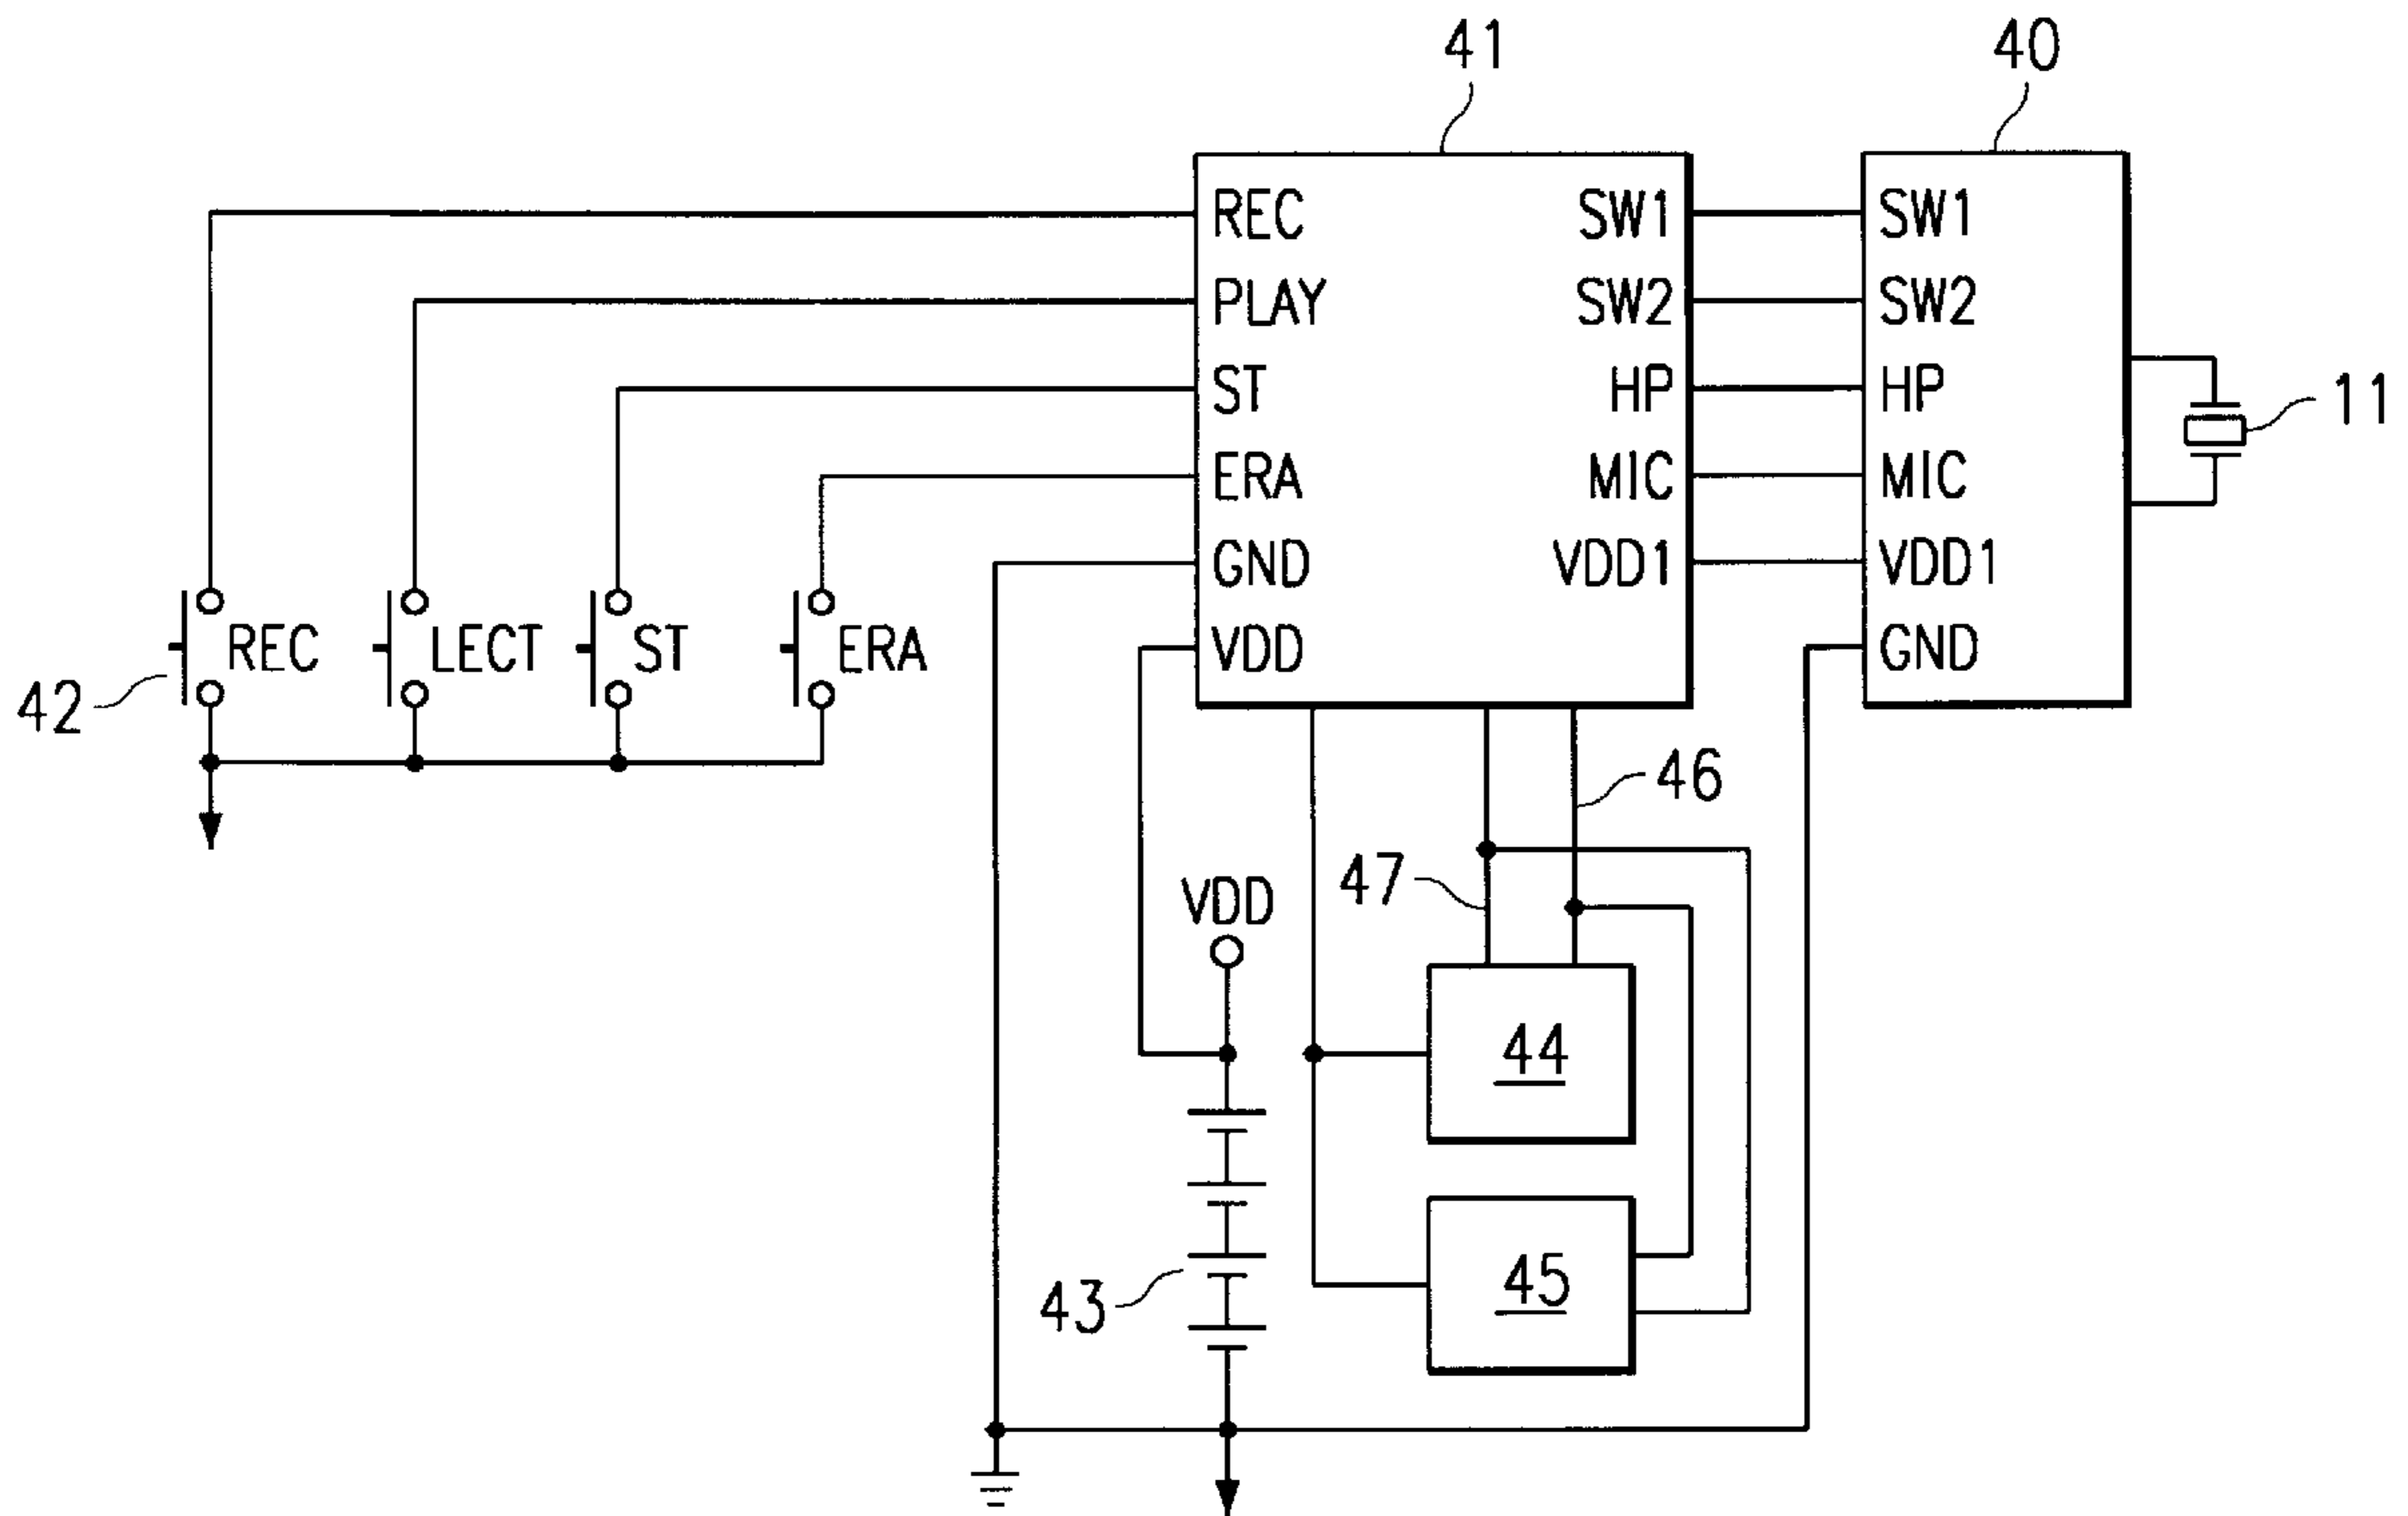 41
40
REC SW1 SW1
PLAY SW2 SW2
ST HP HP
11
ERA MIC MIC
GND VDD1 VDD1
VDD GND
REC LECT ST ERA
42
46
47
VDD
44
45
43